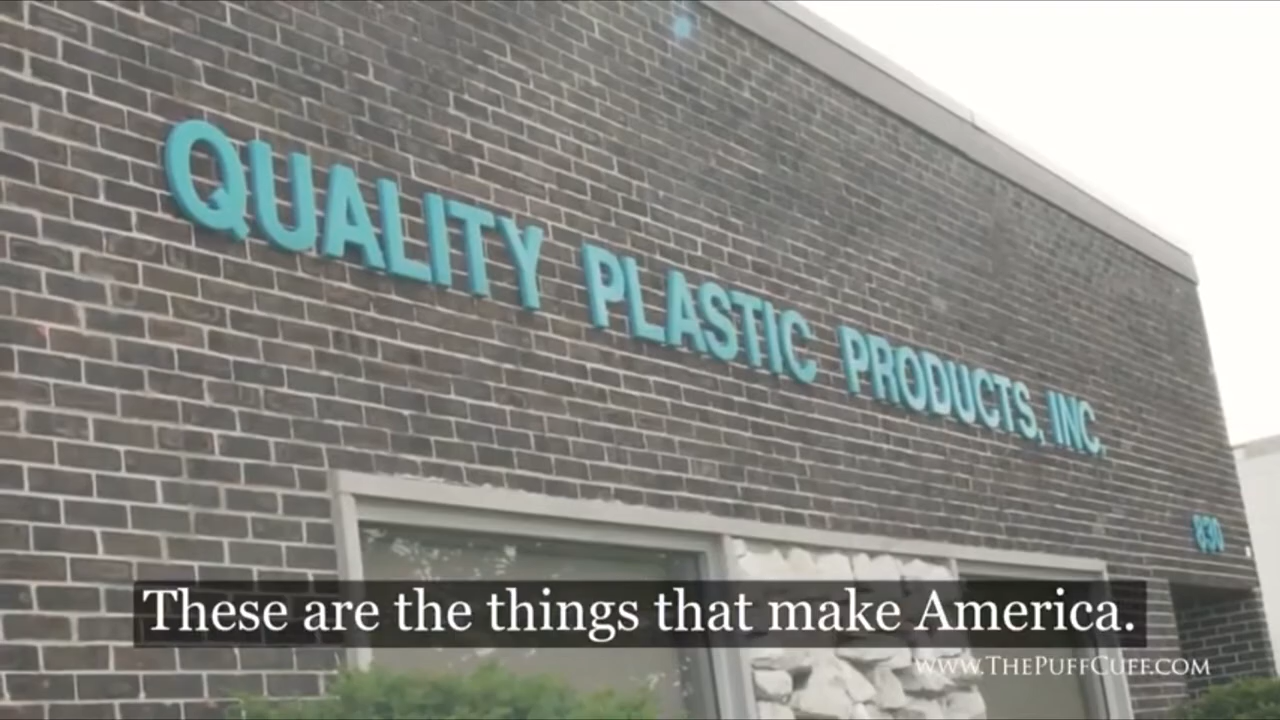 QUALITY PLASTIC PRODUCTS, INC.
830
These are the things that make America.
www.ThePuffCuff.com